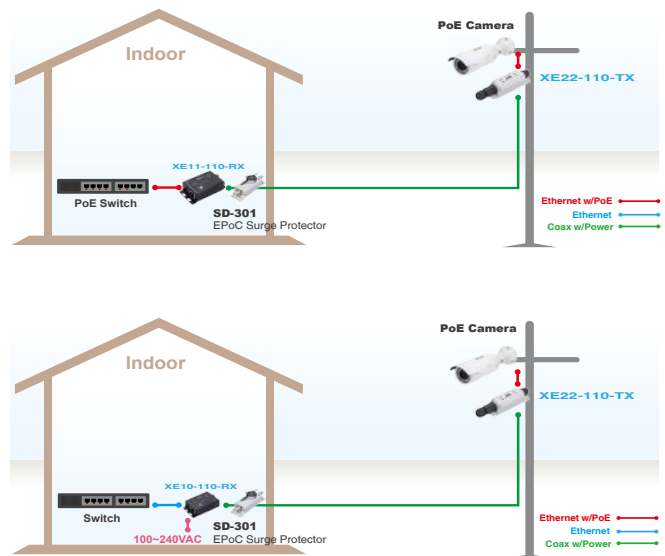 PoE Camera
Indoor
XE22-110-TX
XE11-110-RX
PoE Switch
SD-301
EPoC Surge Protector
Ethernet w/PoE
Ethernet
Coax w/Power
PoE Camera
Indoor
XE22-110-TX
XE10-110-RX
Switch
SD-301
100~240VAC
EPoC Surge Protector
Ethernet w/PoE
Ethernet
Coax w/Power